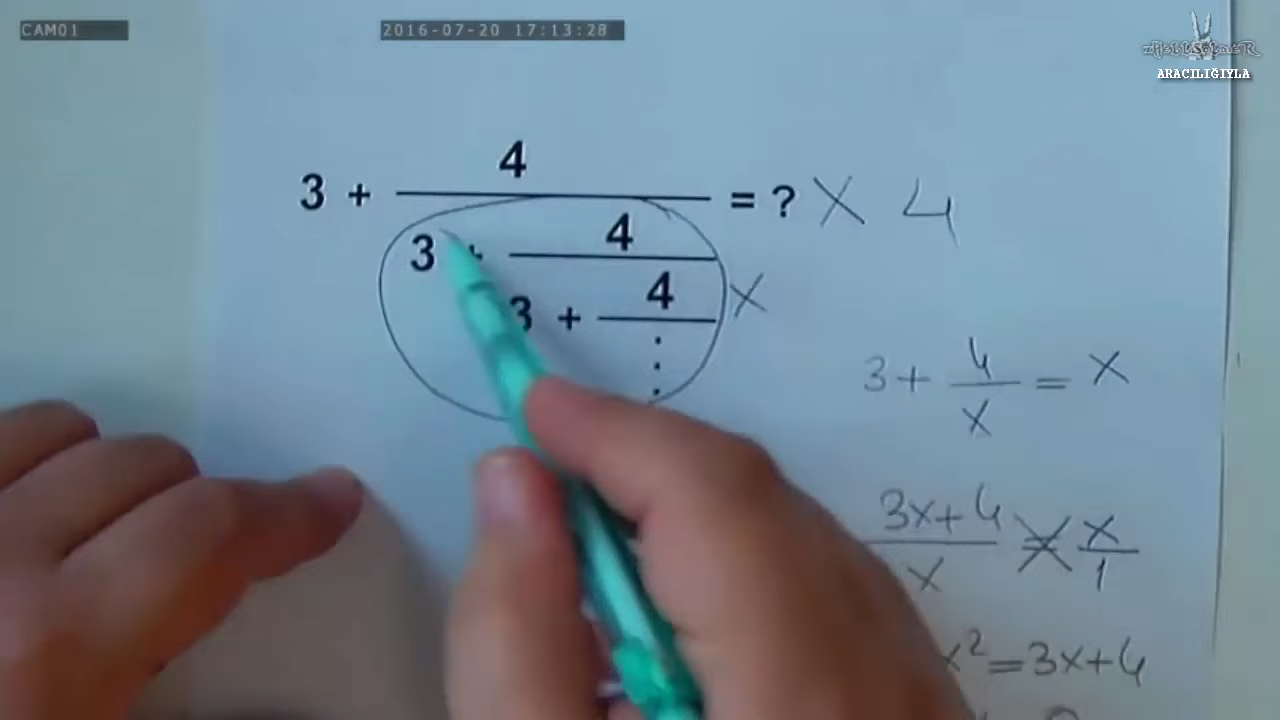 CAM01
2016-07-20 17:13:28
ARACILIĞIYLA
4
3 + ——— = ? X 4
3 + 4
3 + 4 X
⋮
3 + 4/x = x
3x+4/x = x/1
x² = 3x+4